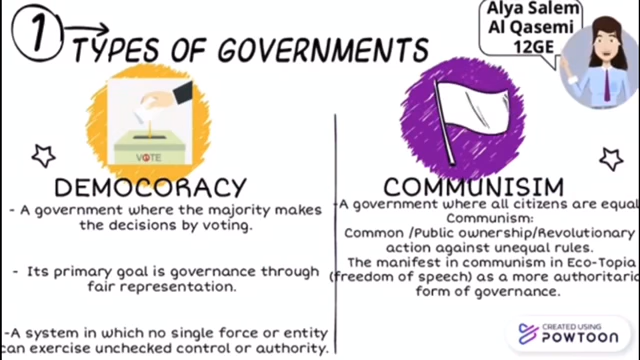 1
TYPES OF GOVERNMENTS
Alya Salem
Al Qasemi
12GE
VOTE
DEMOCORACY
- A government where the majority makes
the decisions by voting.
- Its primary goal is governance through
fair representation.
-A system in which no single force or entity
can exercise unchecked control or authority.
COMMUNISIM
-A government where all citizens are equal
Communism:
Common /Public ownership/Revolutionary
action against unequal rules.
The manifest in communism in Eco-Topia
(freedom of speech) as a more authoritaric
form of governance.
CREATED USING
POWTOON